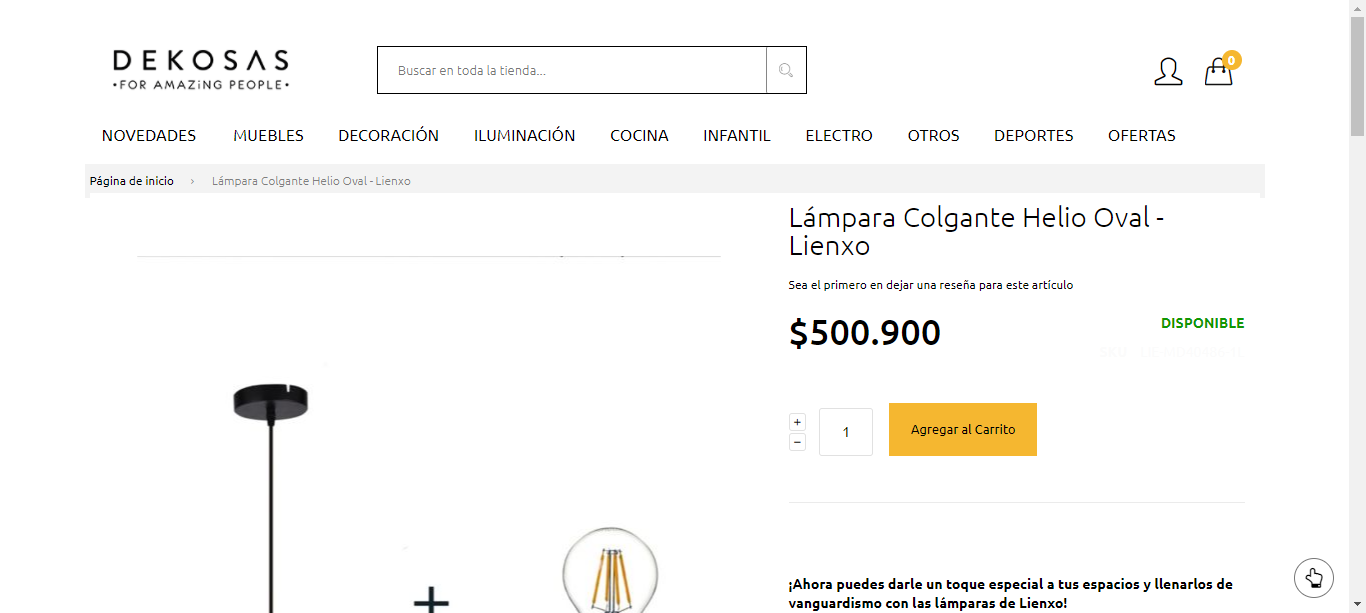 DEKOSAS
•FOR AMAZiNG PEOPLE•
Buscar en toda la tienda...
0
NOVEDADES MUEBLES DECORACIÓN ILUMINACIÓN COCINA INFANTIL ELECTRO OTROS DEPORTES OFERTAS
Página de inicio › Lámpara Colgante Helio Oval - Lienxo
Lámpara Colgante Helio Oval -
Lienxo
Sea el primero en dejar una reseña para este artículo
$500.900
DISPONIBLE
+
−
1
Agregar al Carrito
+
¡Ahora puedes darle un toque especial a tus espacios y llenarlos de
vanguardismo con las lámparas de Lienxo!